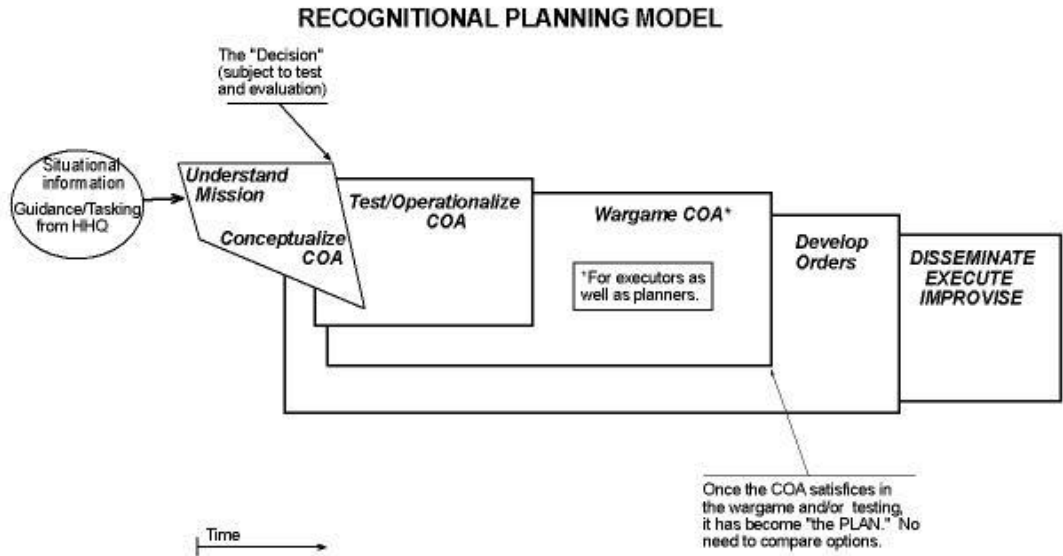 RECOGNITIONAL PLANNING MODEL
The "Decision"
(subject to test
and evaluation)
Situational
information
Guidance/Tasking
from HHQ
Understand
Mission
Conceptualize
COA
Test/Operationalize
COA
Wargame COA*
*For executors as
well as planners.
Develop
Orders
DISSEMINATE
EXECUTE
IMPROVISE
Once the COA satisfices in
the wargame and/or testing,
it has become "the PLAN." No
need to compare options.
Time